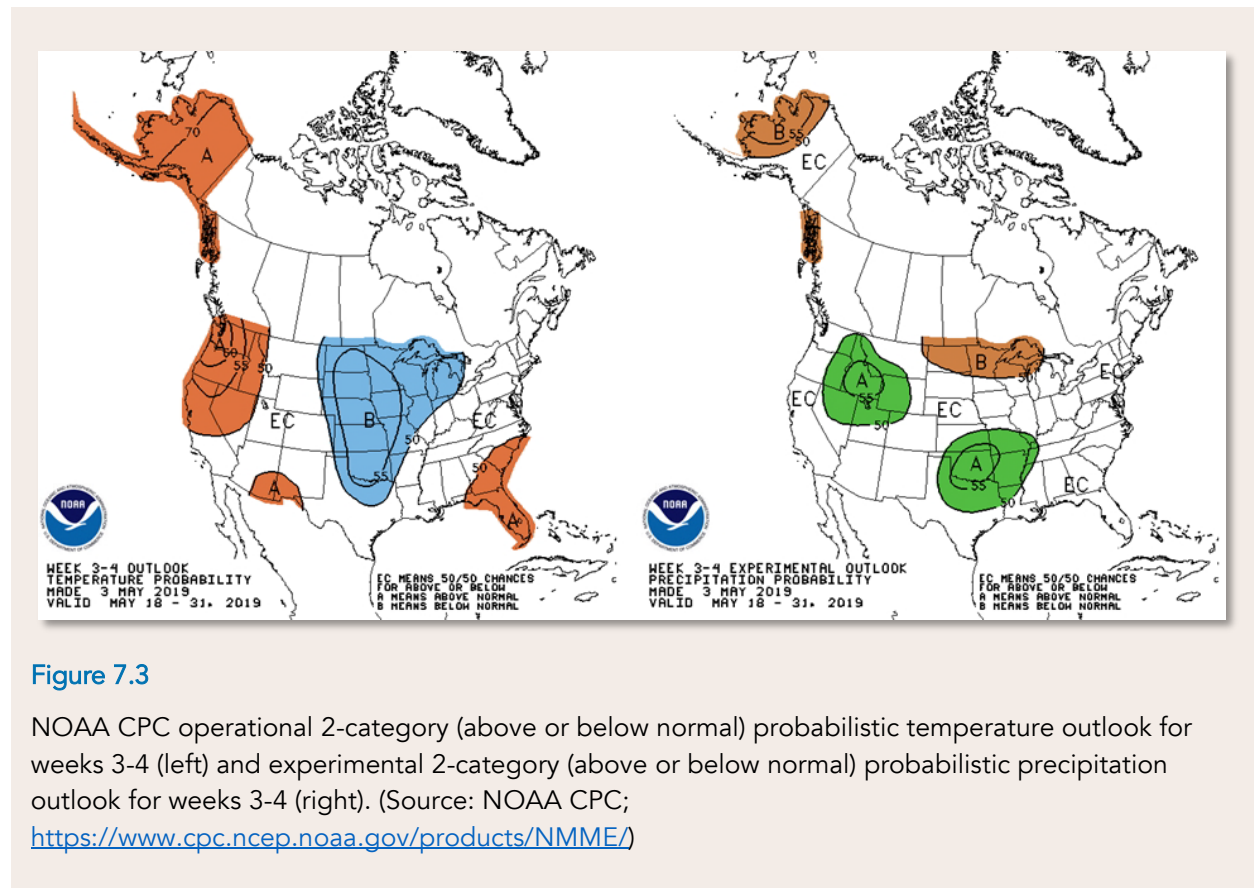 70
A
A
60
55
50
EC
A
B
50
55
EC
50
A
NOAA
WEEK 3-4 OUTLOOK
TEMPERATURE PROBABILITY
MADE 3 MAY 2019
VALID MAY 18 - 31, 2019
EC MEANS 50/50 CHANCES
FOR ABOVE OR BELOW
A MEANS ABOVE NORMAL
B MEANS BELOW NORMAL
B
55
50
EC
EC
A
55
50
EC
B
50
EC
A
55
50
EC
NOAA
WEEK 3-4 EXPERIMENTAL OUTLOOK
PRECIPITATION PROBABILITY
MADE 3 MAY 2019
VALID MAY 18 - 31, 2019
EC MEANS 50/50 CHANCES
FOR ABOVE OR BELOW
A MEANS ABOVE NORMAL
B MEANS BELOW NORMAL
Figure 7.3
NOAA CPC operational 2-category (above or below normal) probabilistic temperature outlook for
weeks 3-4 (left) and experimental 2-category (above or below normal) probabilistic precipitation
outlook for weeks 3-4 (right). (Source: NOAA CPC;
https://www.cpc.ncep.noaa.gov/products/NMME/)